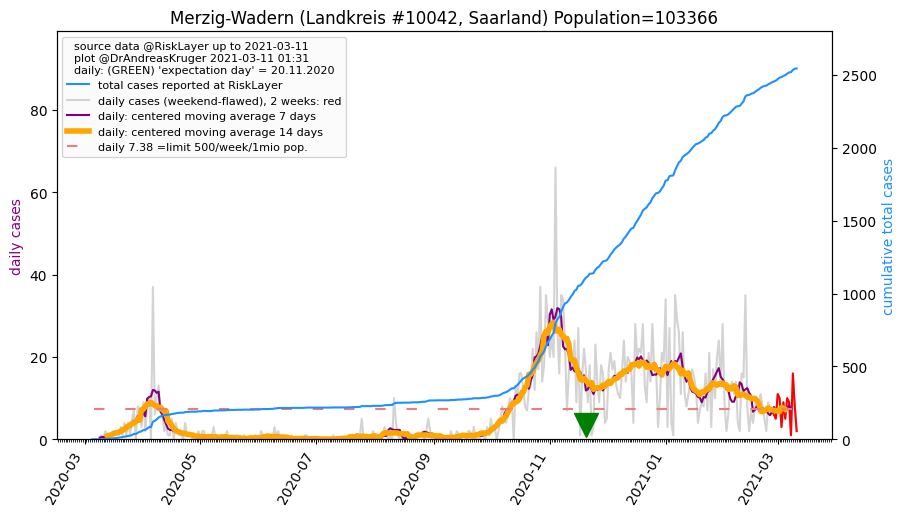 Merzig-Wadern (Landkreis #10042, Saarland) Population=103366
source data @RiskLayer up to 2021-03-11
plot @DrAndreasKruger 2021-03-11 01:31
daily: (GREEN) 'expectation day' = 20.11.2020
total cases reported at RiskLayer
daily cases (weekend-flawed), 2 weeks: red
daily: centered moving average 7 days
daily: centered moving average 14 days
daily 7.38 =limit 500/week/1mio pop.
daily cases
80
60
40
20
0
cumulative total cases
2500
2000
1500
1000
500
0
2020-03
2020-05
2020-07
2020-09
2020-11
2021-01
2021-03